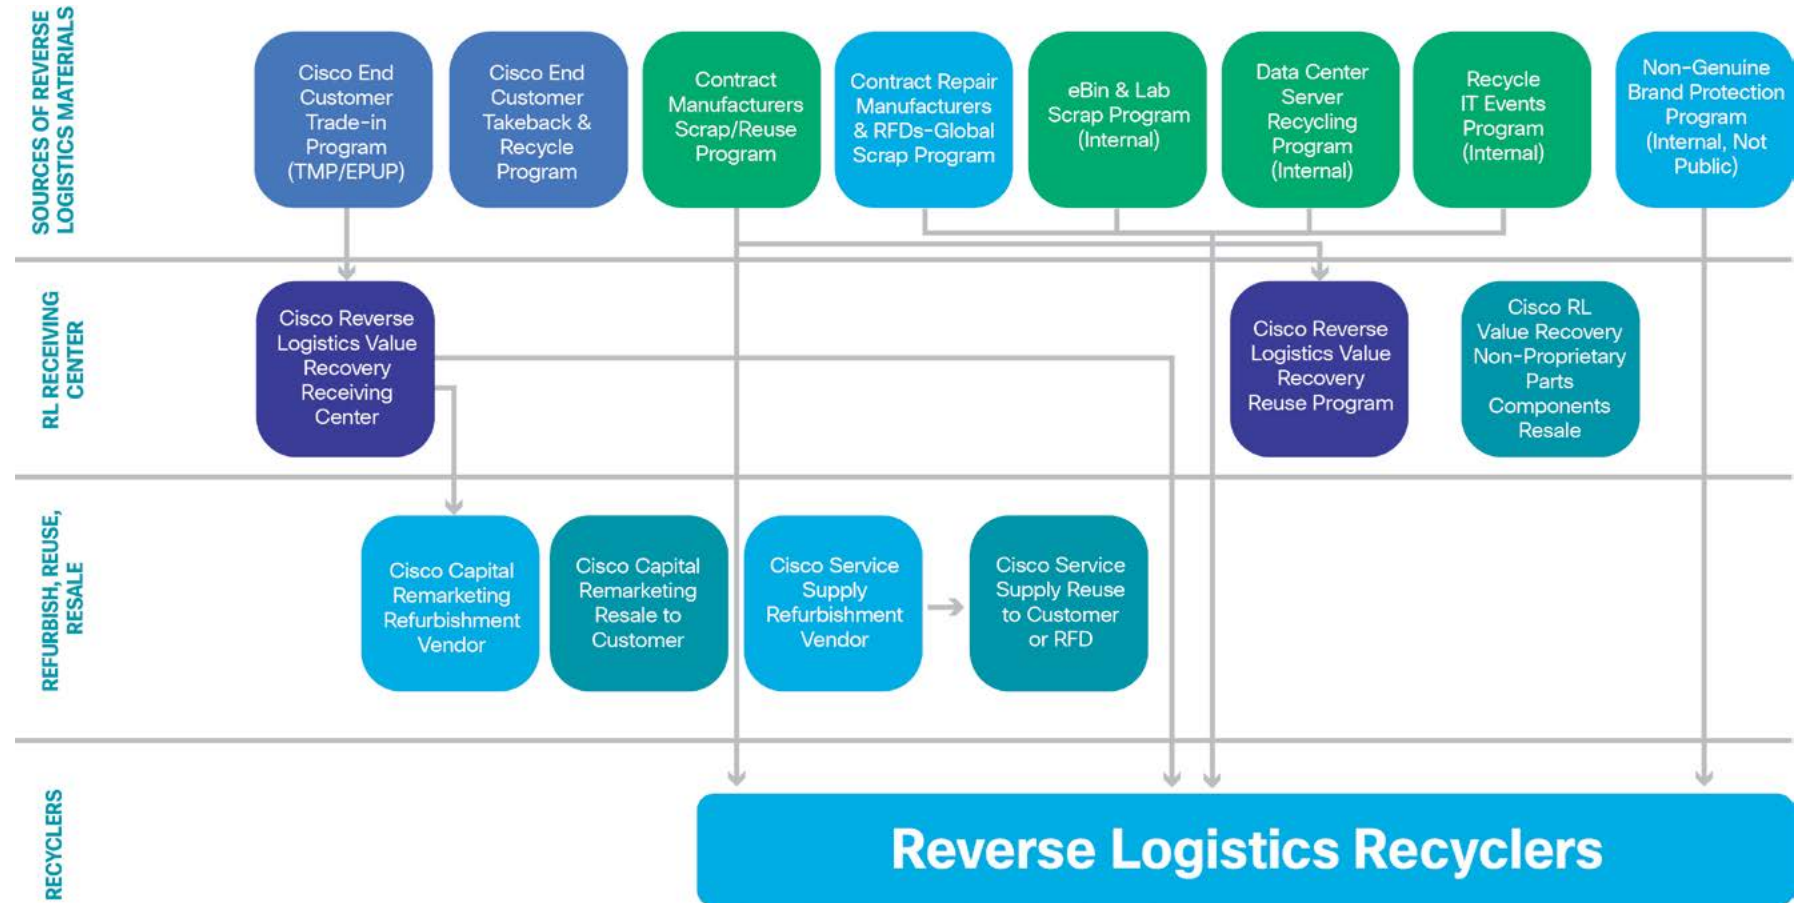 SOURCES OF REVERSE
LOGISTICS MATERIALS
Cisco End
Customer
Trade-in
Program
(TMP/EPUP)
Cisco End
Customer
Takeback &
Recycle
Program
Contract
Manufacturers
Scrap/Reuse
Program
Contract Repair
Manufacturers
& RFDs-Global
Scrap Program
eBin & Lab
Scrap Program
(Internal)
Data Center
Server
Recycling
Program
(Internal)
Recycle
IT Events
Program
(Internal)
Non-Genuine
Brand Protection
Program
(Internal, Not
Public)
RL RECEIVING
CENTER
Cisco Reverse
Logistics Value
Recovery
Receiving
Center
Cisco Reverse
Logistics Value
Recovery
Reuse Program
Cisco RL
Value Recovery
Non-Proprietary
Parts
Components
Resale
REFURBISH, REUSE,
RESALE
Cisco Capital
Remarketing
Refurbishment
Vendor
Cisco Capital
Remarketing
Resale to
Customer
Cisco Service
Supply
Refurbishment
Vendor
Cisco Service
Supply Reuse
to Customer
or RFD
RECYCLERS
Reverse Logistics Recyclers